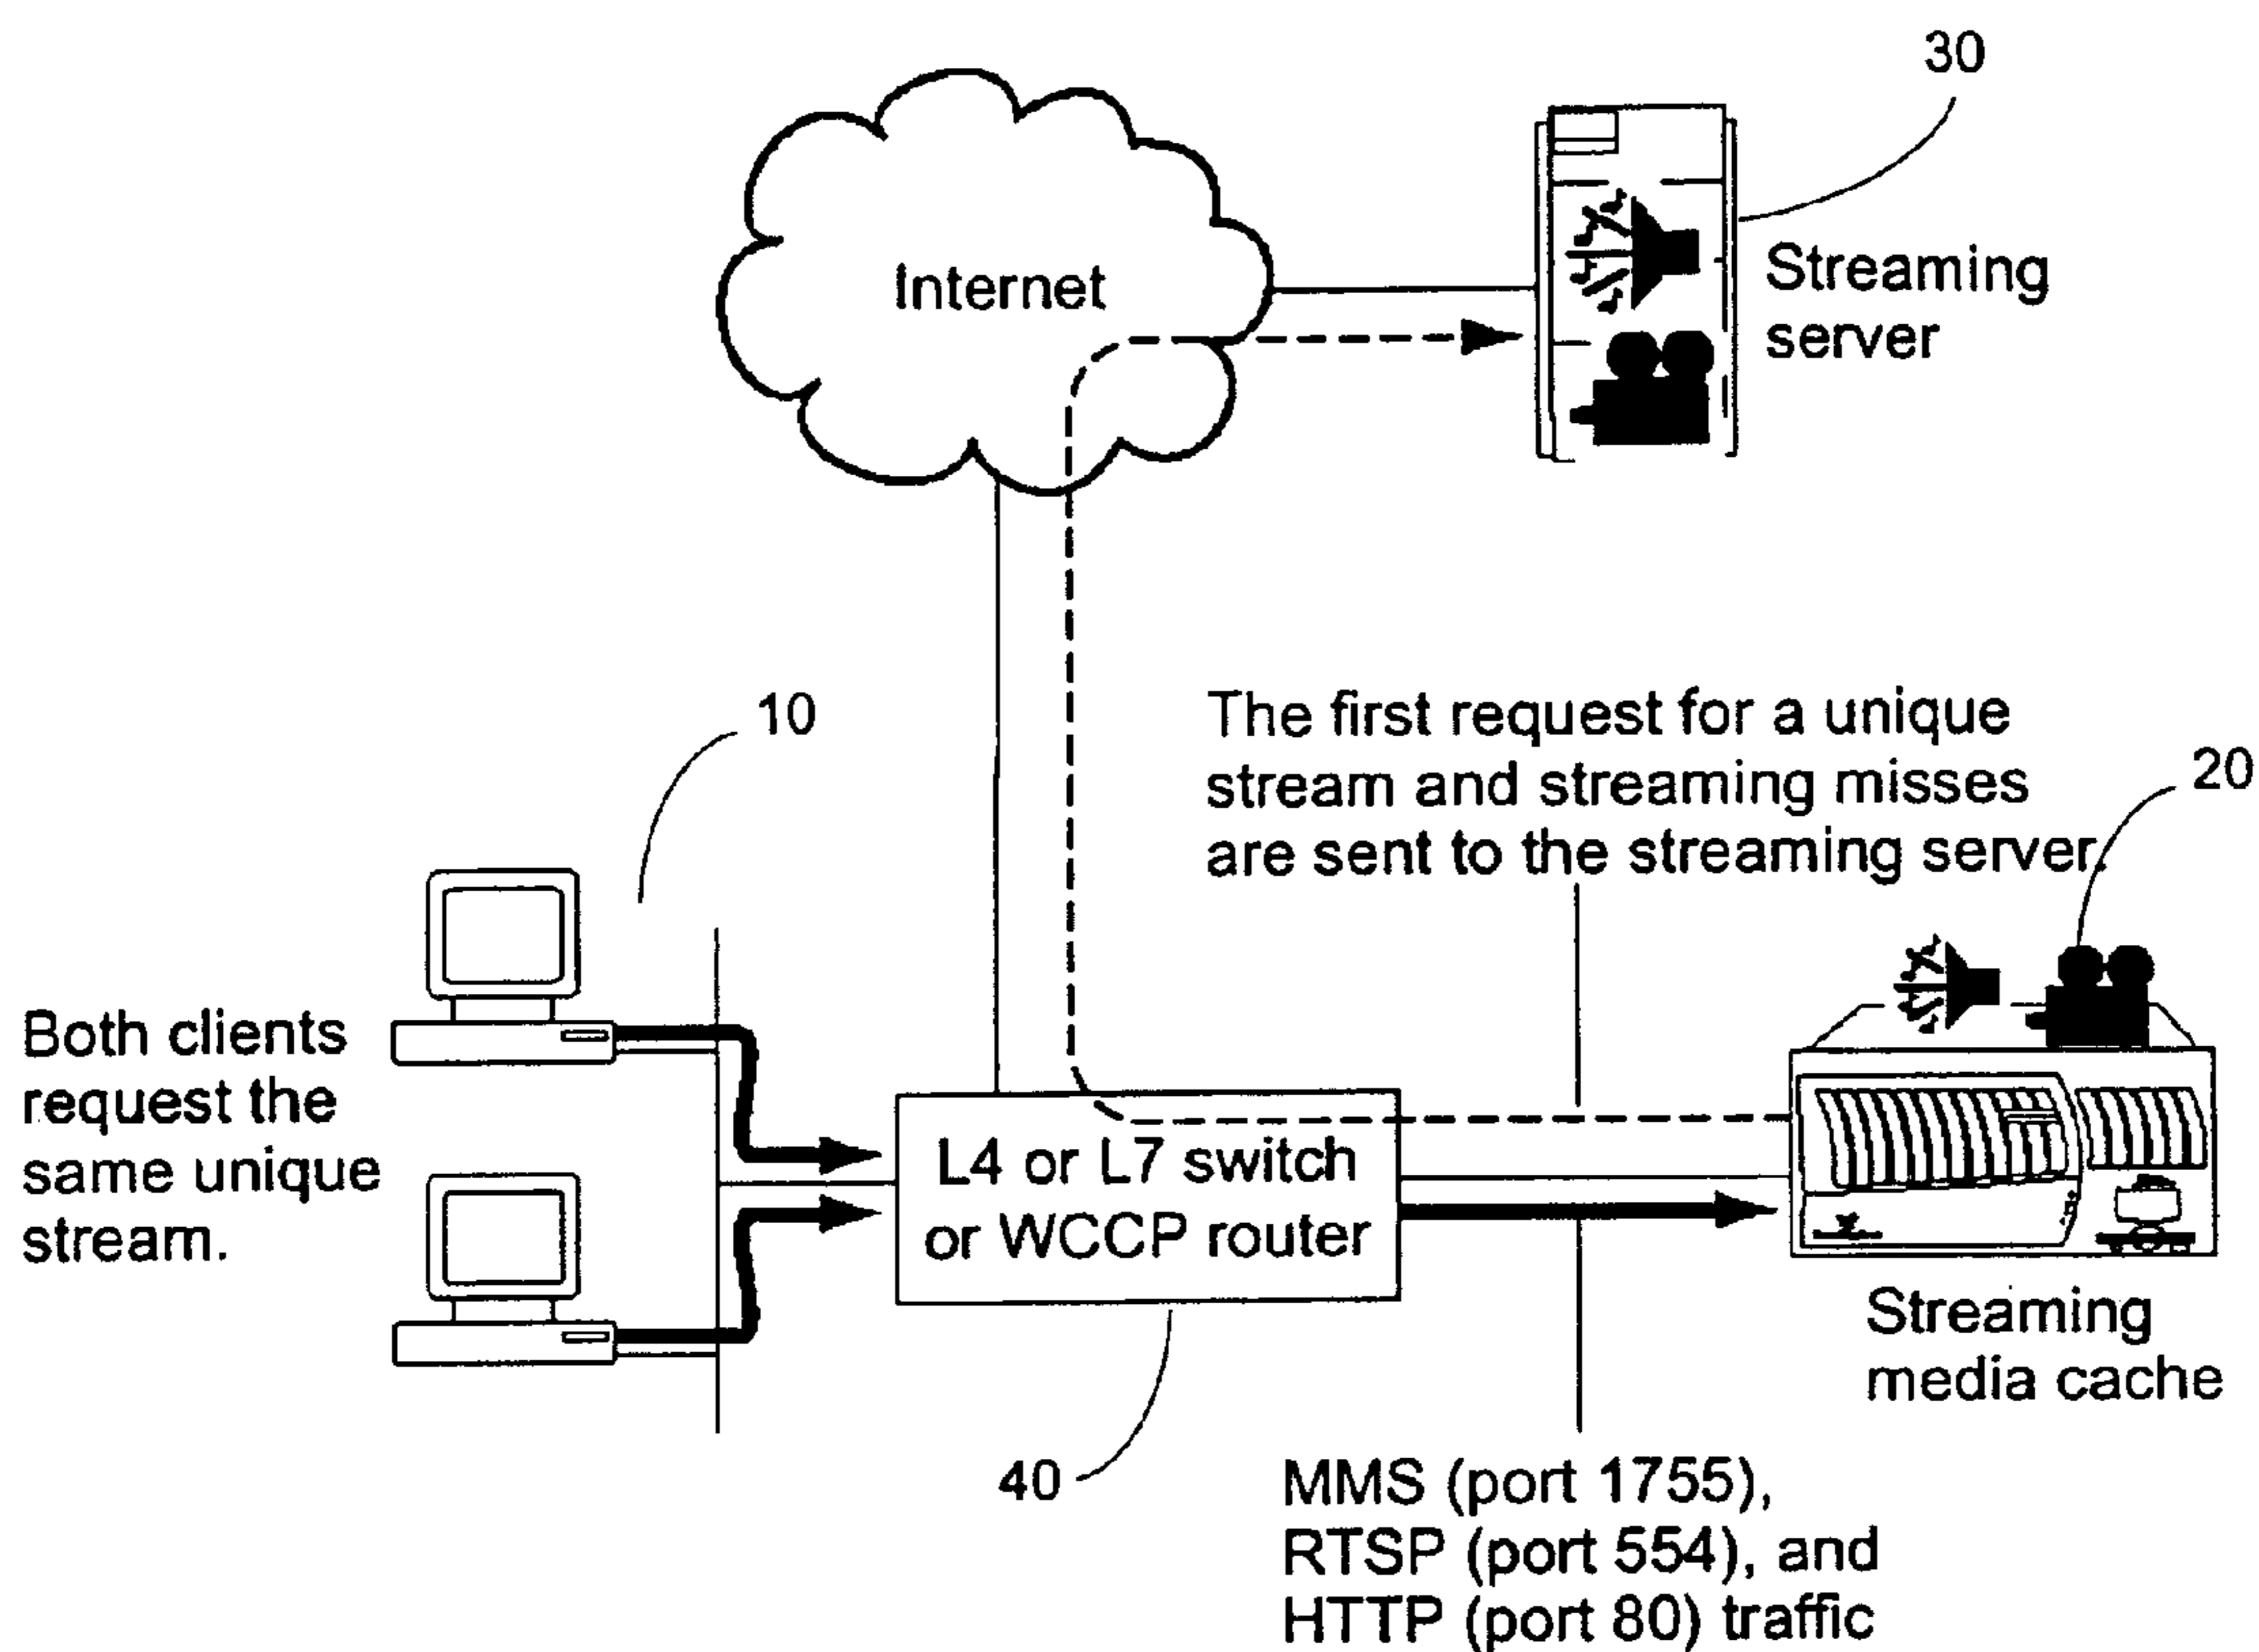 30
Internet
Streaming
server
10
The first request for a unique
stream and streaming misses
are sent to the streaming server.
20
Both clients
request the
same unique
stream.
L4 or L7 switch
or WCCP router
Streaming
media cache
40
MMS (port 1755),
RTSP (port 554), and
HTTP (port 80) traffic